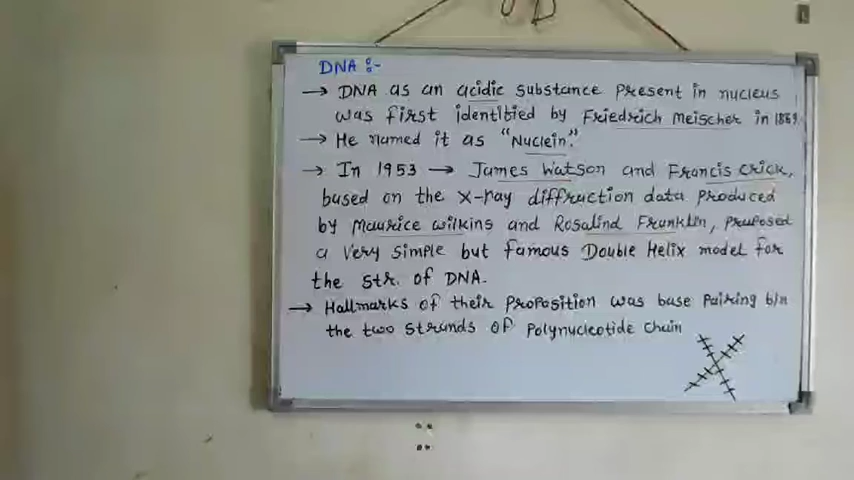 DNA :-
→ DNA as an acidic substance present in nucleus
was first identitied by Friedrich Meischer in 1869
→ He named it as "Nuclein."
→ In 1953 → James Watson and Francis Crick,
based on the X-ray diffruction data produced
by Maurice wilkins and Rosalind Franklin, proposed
a very simple but famous Double Helix model for
the str. of DNA.
→ Hallmarks of their proposition was base pairing b/n
the two strands of polynucleotide chain